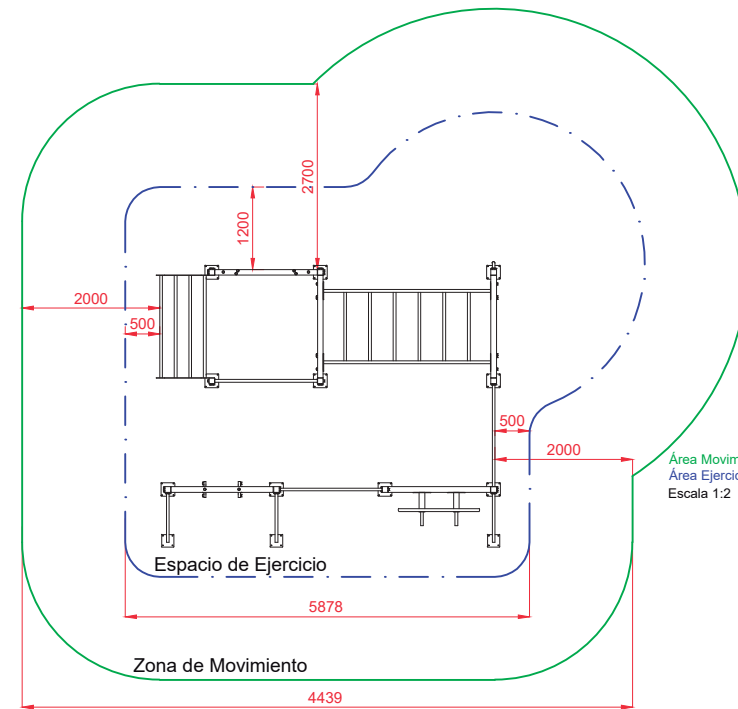 2700
1200
2000
500
500
2000
Área Movim
Área Ejercic
Escala 1:2
Espacio de Ejercicio
5878
Zona de Movimiento
4439